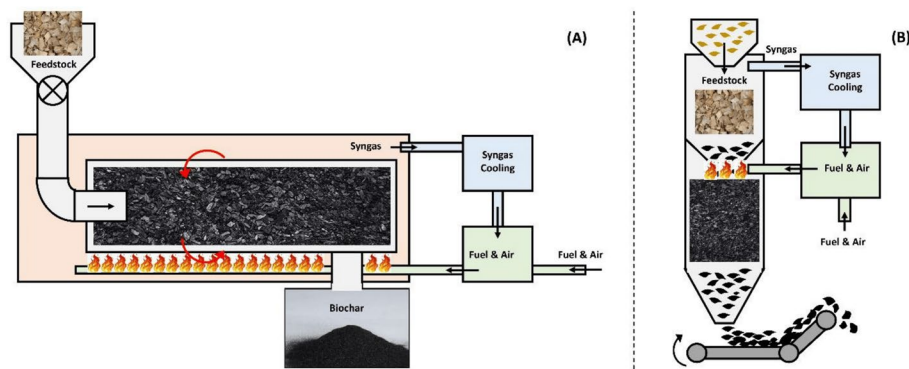 (A)
Feedstock
Syngas
Syngas
Cooling
Fuel & Air
Fuel & Air
Biochar
(B)
Syngas
Feedstock
Syngas
Cooling
Fuel & Air
Fuel & Air